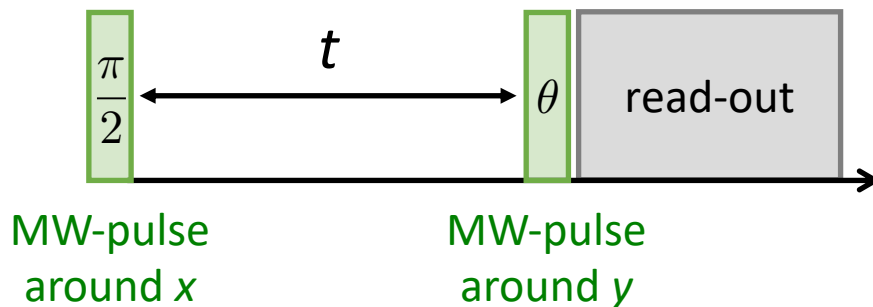 π
2
t
θ
read-out
MW-pulse
around x
MW-pulse
around y